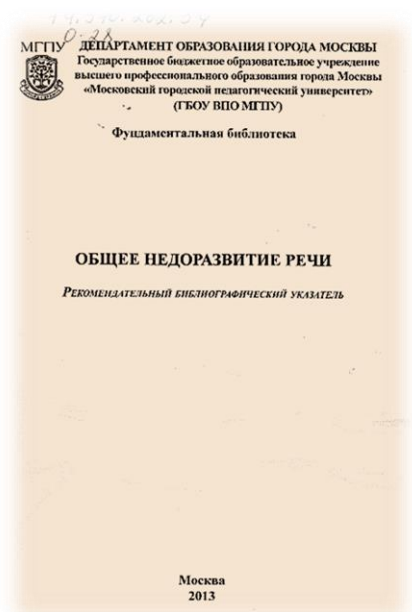 МГПУ
О-28
ДЕПАРТАМЕНТ ОБРАЗОВАНИЯ ГОРОДА МОСКВЫ
Государственное бюджетное образовательное учреждение
высшего профессионального образования города Москвы
«Московский городской педагогический университет»
(ГБОУ ВПО МГПУ)
Фундаментальная библиотека
ОБЩЕЕ НЕДОРАЗВИТИЕ РЕЧИ
РЕКОМЕНДАТЕЛЬНЫЙ БИБЛИОГРАФИЧЕСКИЙ УКАЗАТЕЛЬ
Москва
2013